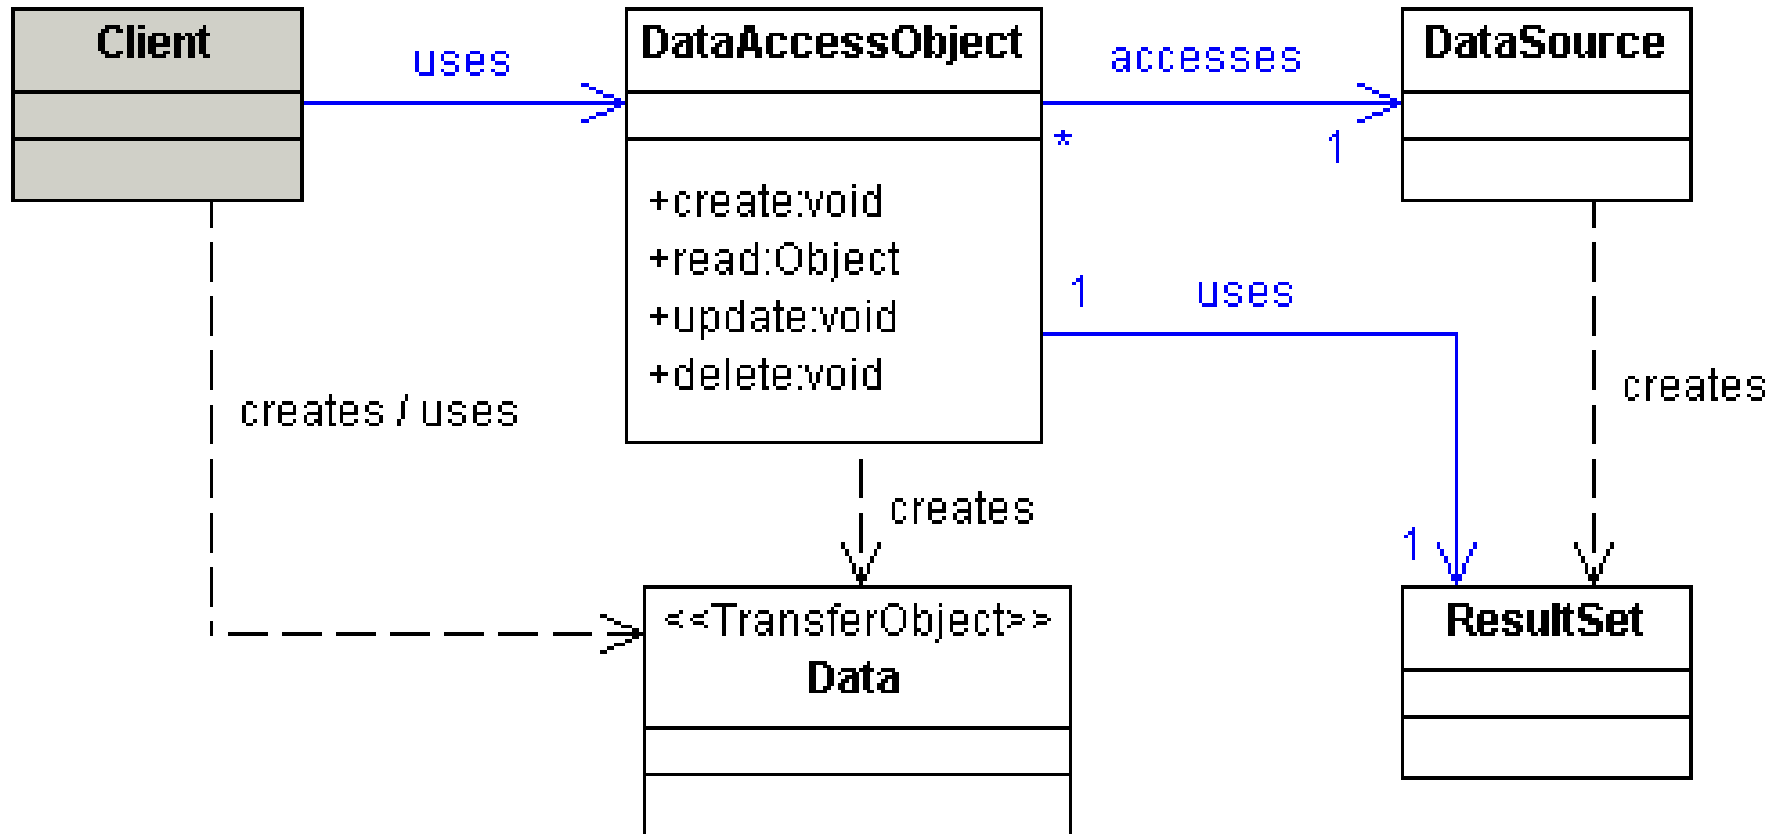 Client
uses
DataAccessObject
accesses
DataSource
*
1
+create:void
+read:Object
+update:void
+delete:void
1
uses
creates / uses
creates
creates
1
<<TransferObject>>
Data
ResultSet